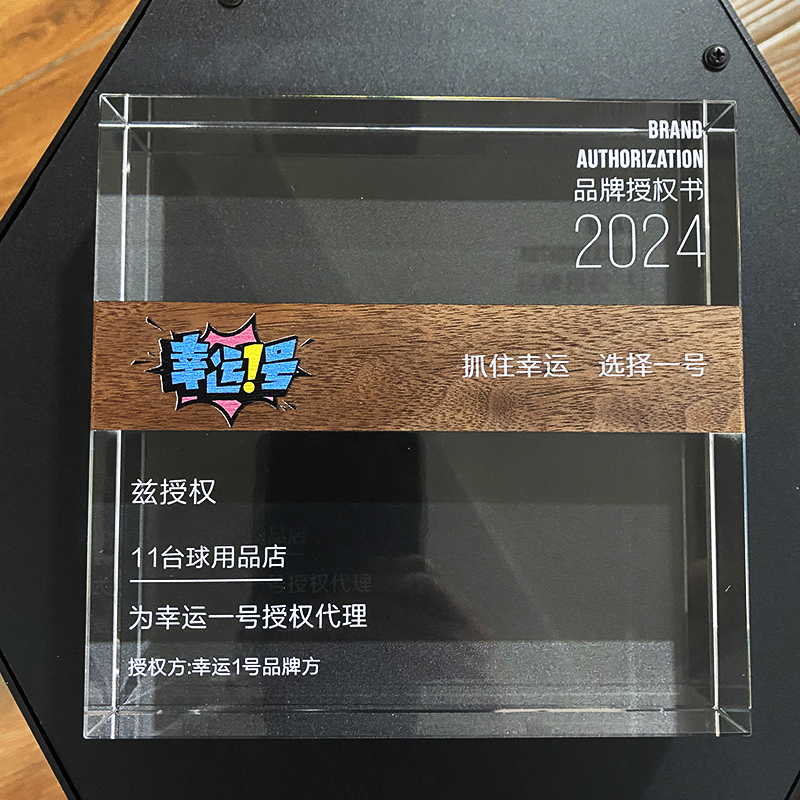 BRAND
AUTHORIZATION
品牌授权书
2024
幸运!号
抓住幸运 选择一号
兹授权
11台球用品店
为幸运一号授权代理
授权方:幸运1号品牌方